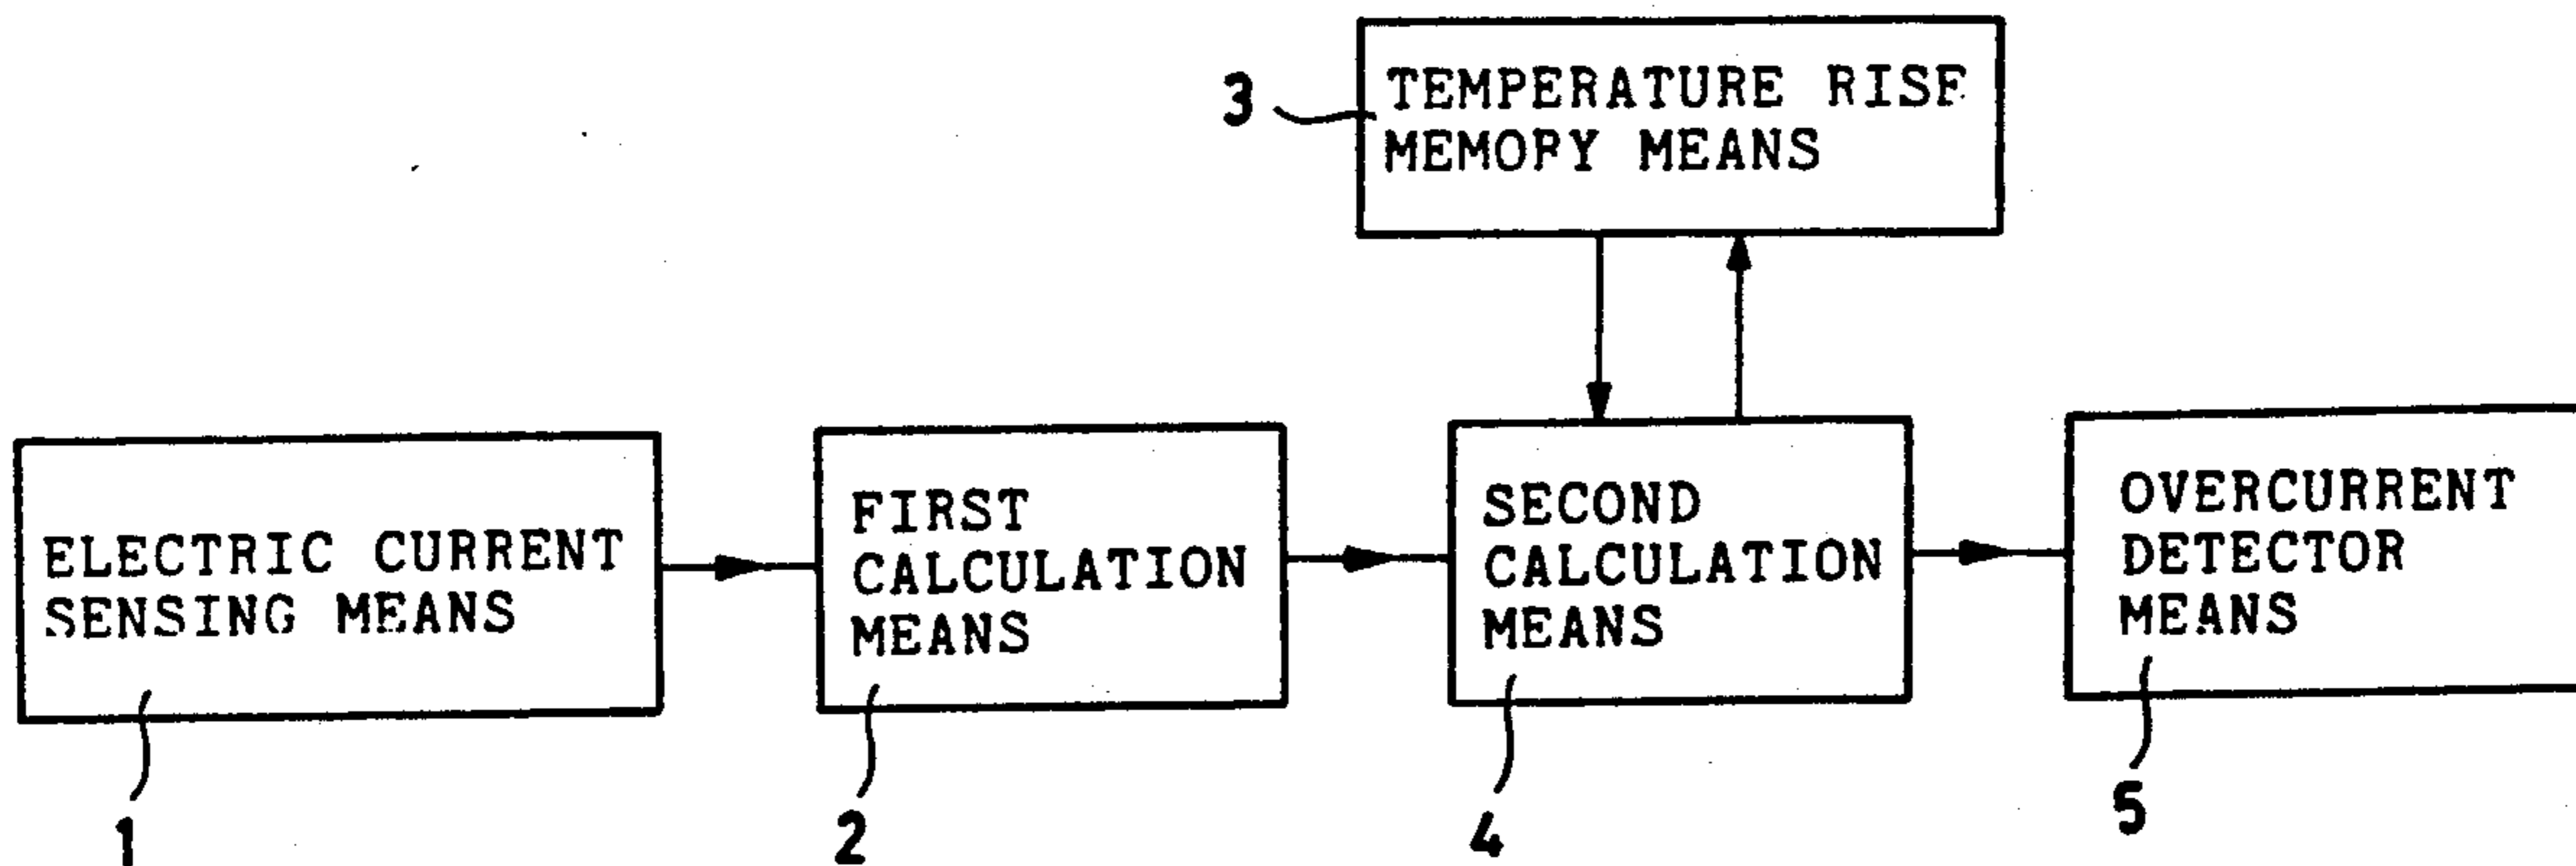 3
TEMPERATURE RISE
MEMORY MEANS
ELECTRIC CURRENT
SENSING MEANS
1
FIRST
CALCULATION
MEANS
2
SECOND
CALCULATION
MEANS
4
OVERCURRENT
DETECTOR
MEANS
5